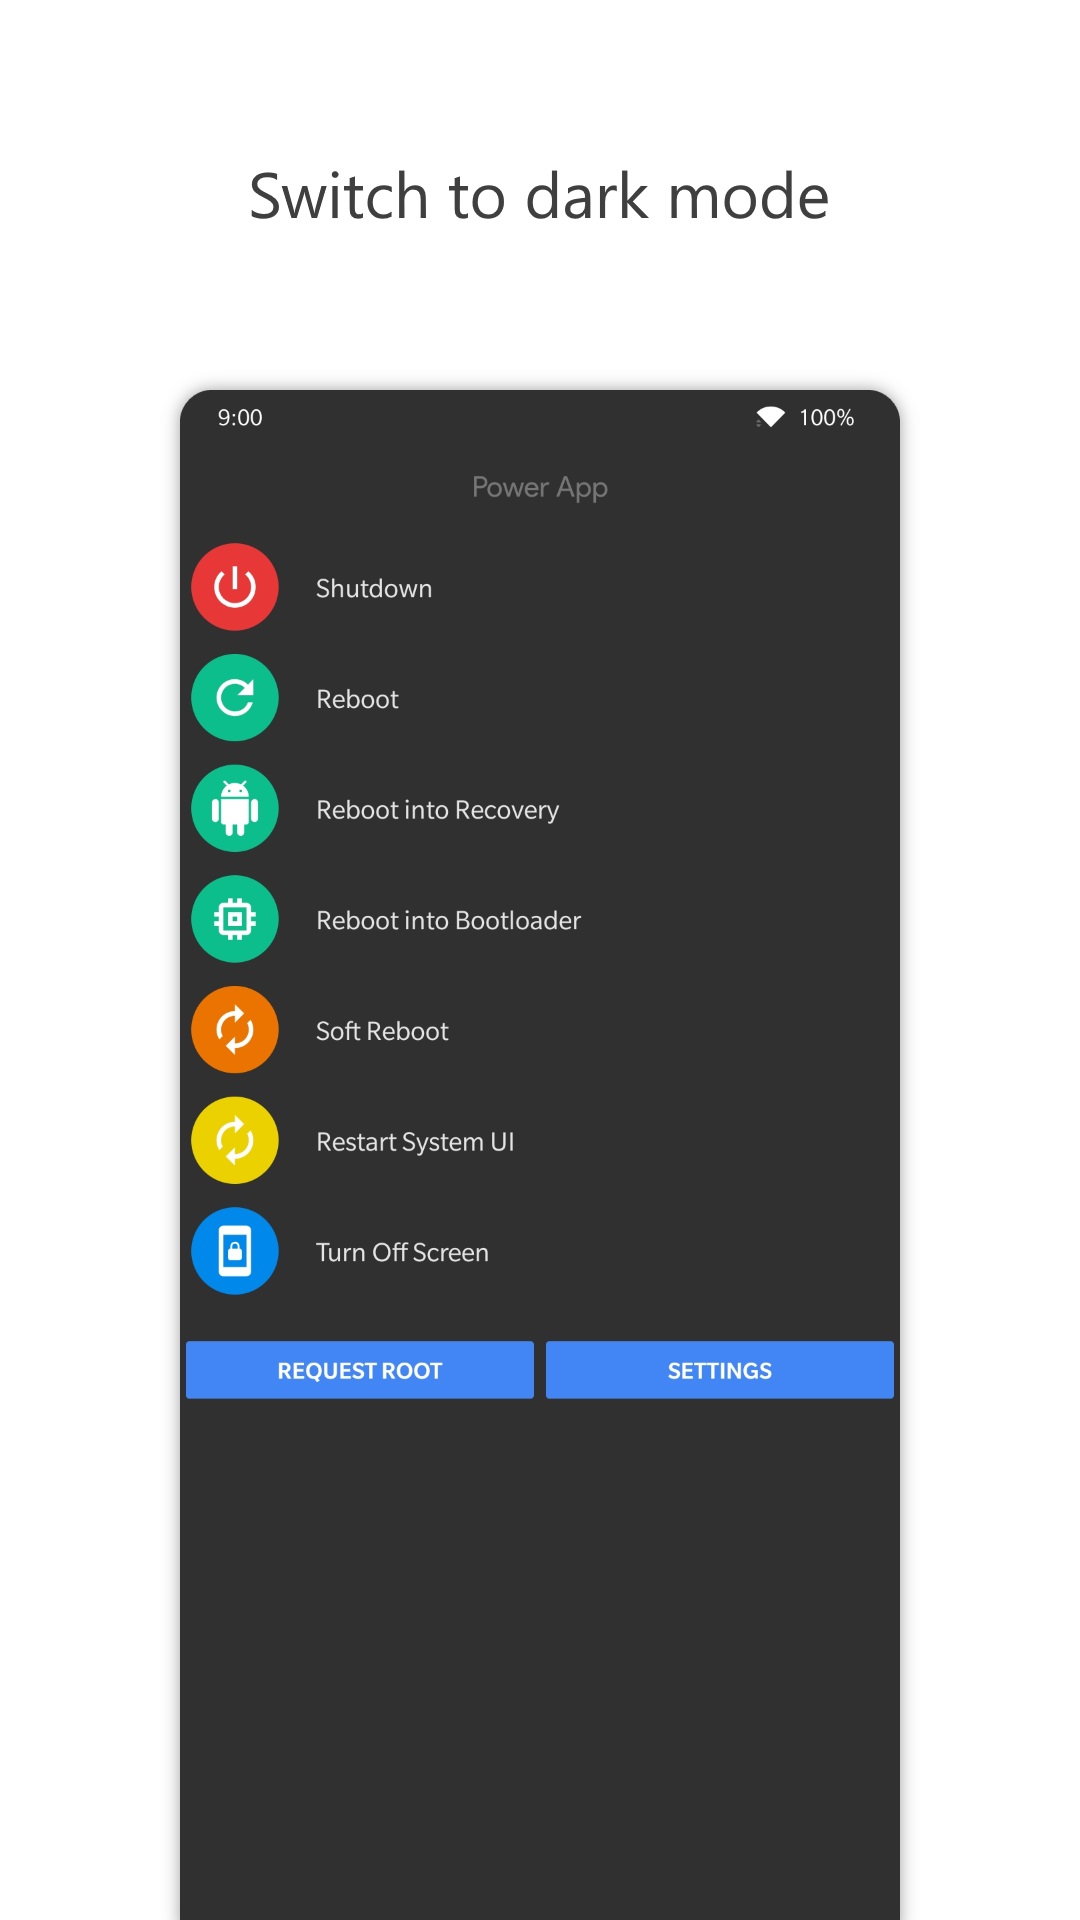 Switch to dark mode
9:00
100%
Power App
Shutdown
Reboot
Reboot into Recovery
Reboot into Bootloader
Soft Reboot
Restart System UI
Turn Off Screen
REQUEST ROOT
SETTINGS